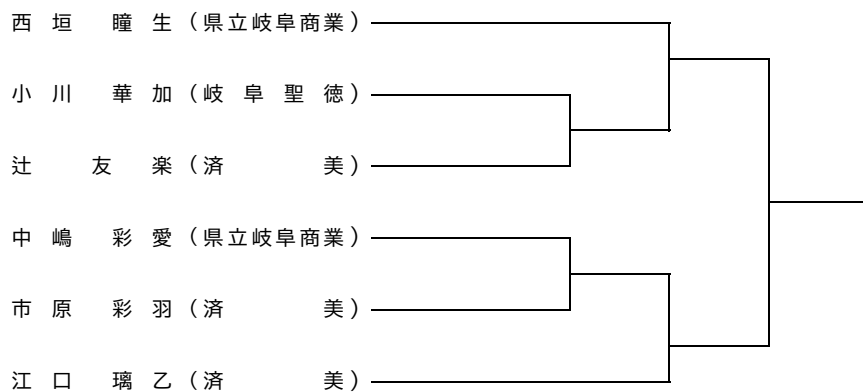 西垣　瞳生（県立岐阜商業）
小川　華加（岐阜聖徳）
辻　友楽（済美）
中嶋　彩愛（県立岐阜商業）
市原　彩羽（済美）
江口　璃乙（済美）